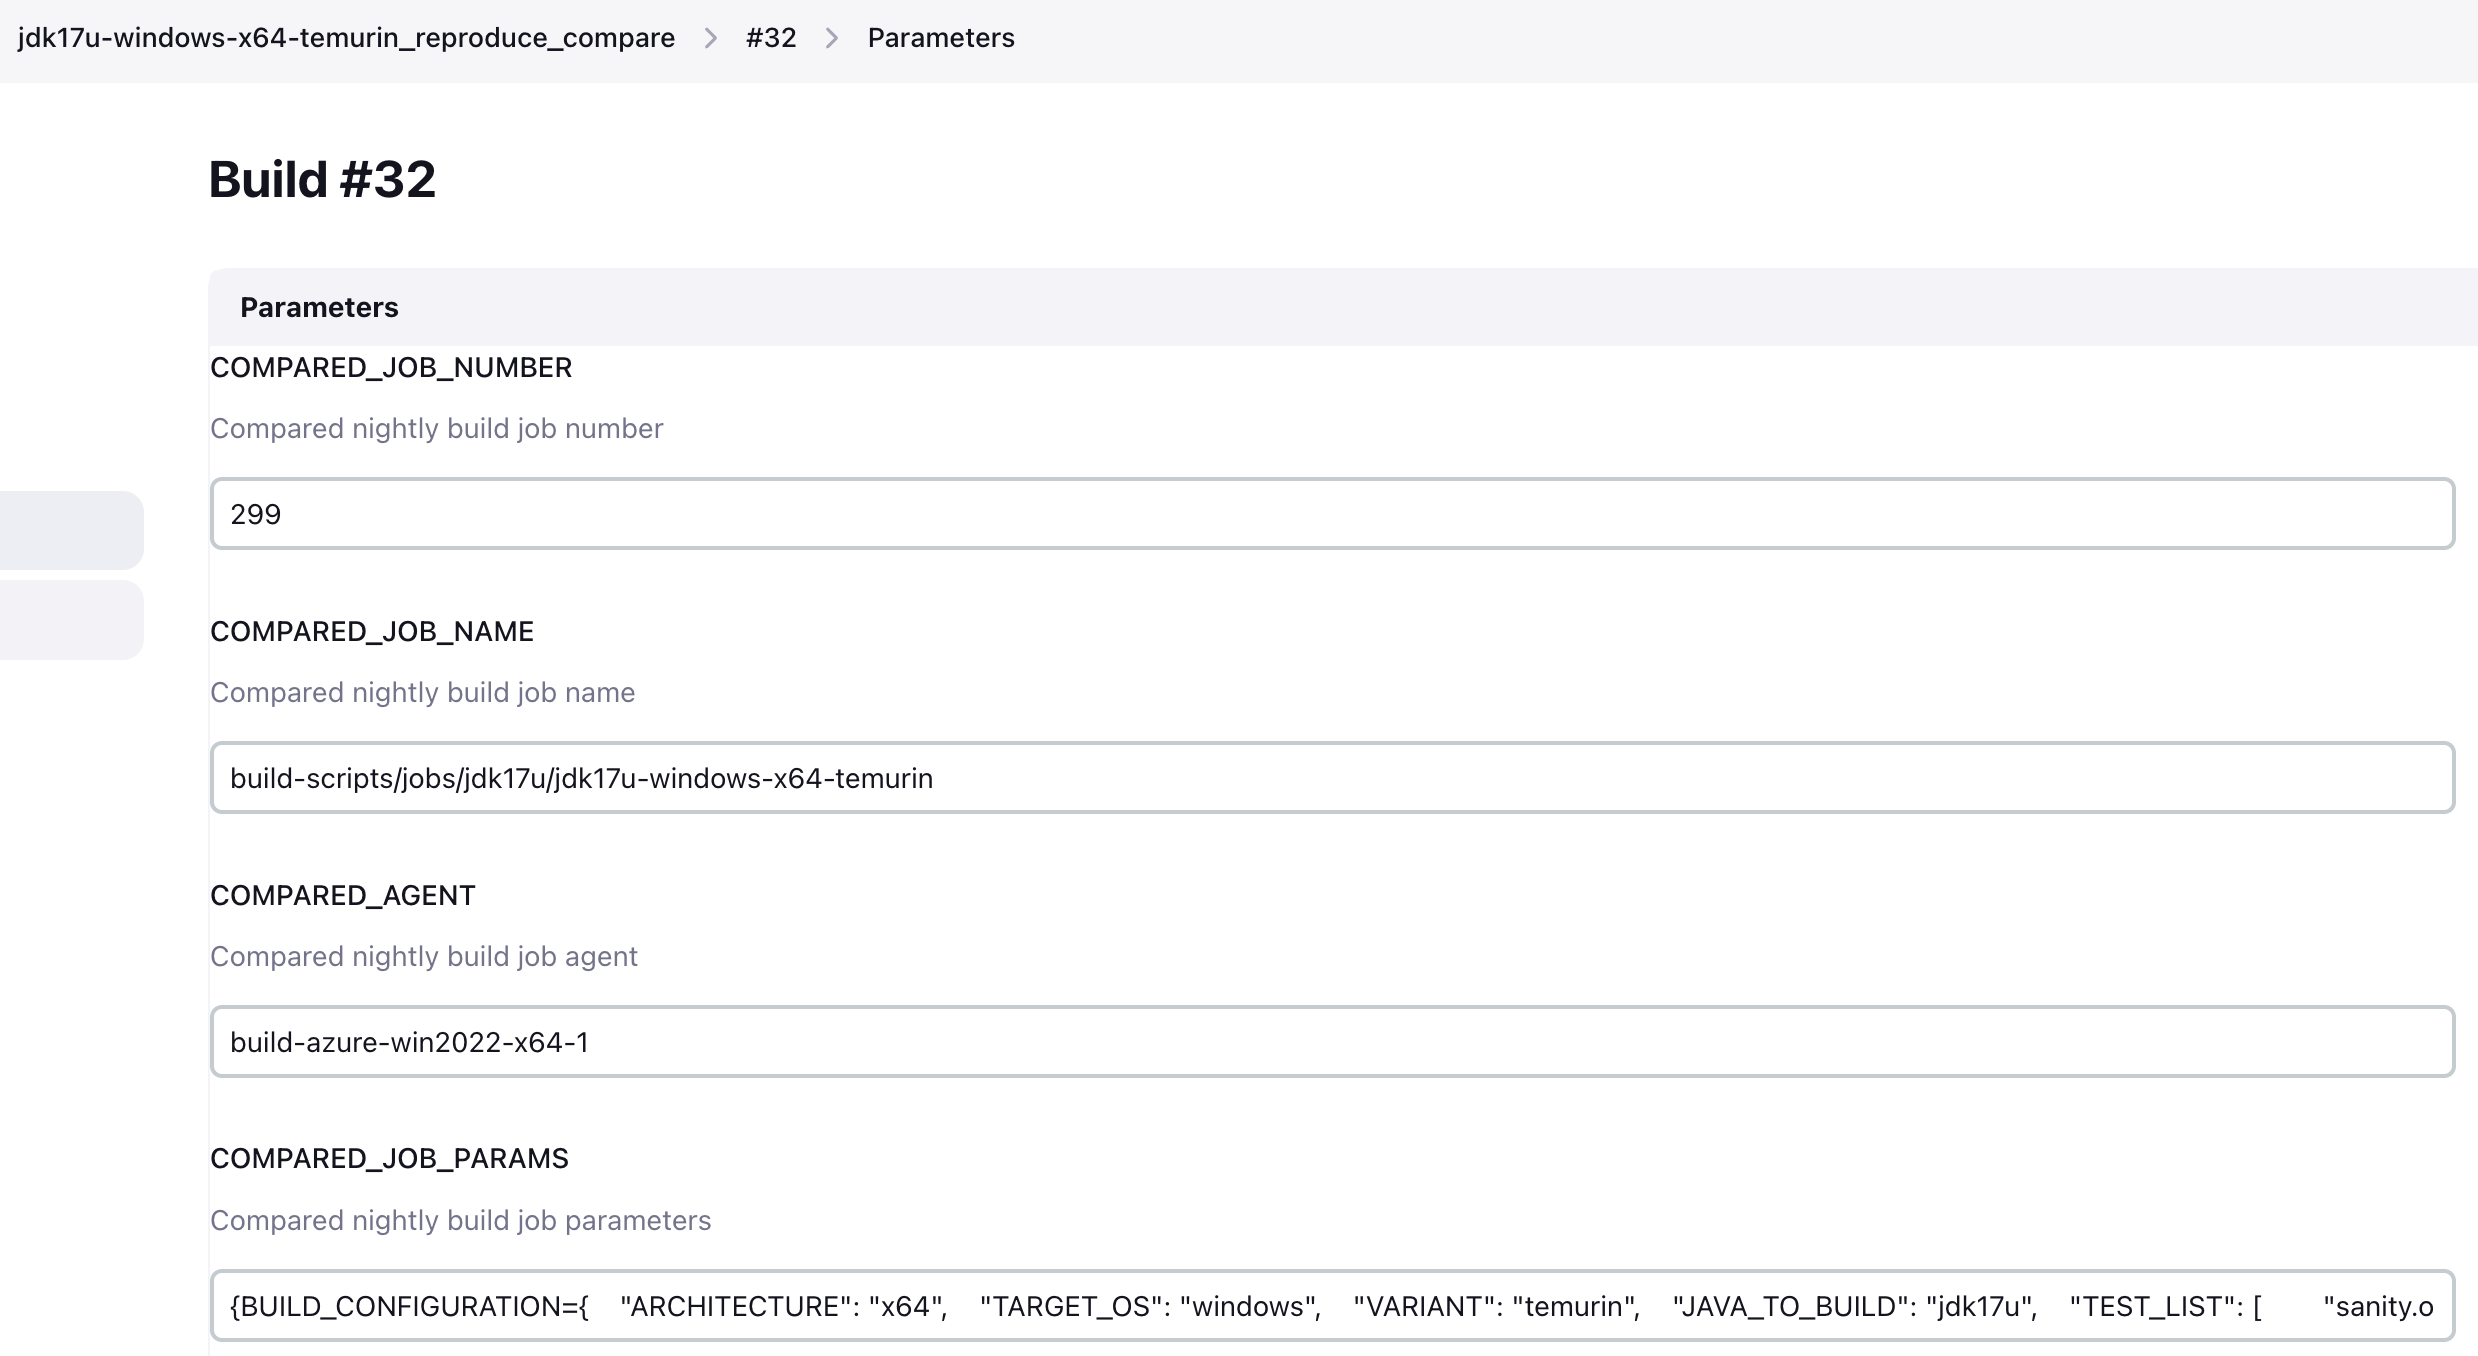 jdk17u-windows-x64-temurin_reproduce_compare > #32 > Parameters
Build #32
Parameters
COMPARED_JOB_NUMBER
Compared nightly build job number
299
COMPARED_JOB_NAME
Compared nightly build job name
build-scripts/jobs/jdk17u/jdk17u-windows-x64-temurin
COMPARED_AGENT
Compared nightly build job agent
build-azure-win2022-x64-1
COMPARED_JOB_PARAMS
Compared nightly build job parameters
{BUILD_CONFIGURATION={    "ARCHITECTURE": "x64",    "TARGET_OS": "windows",    "VARIANT": "temurin",    "JAVA_TO_BUILD": "jdk17u",    "TEST_LIST": [        "sanity.o